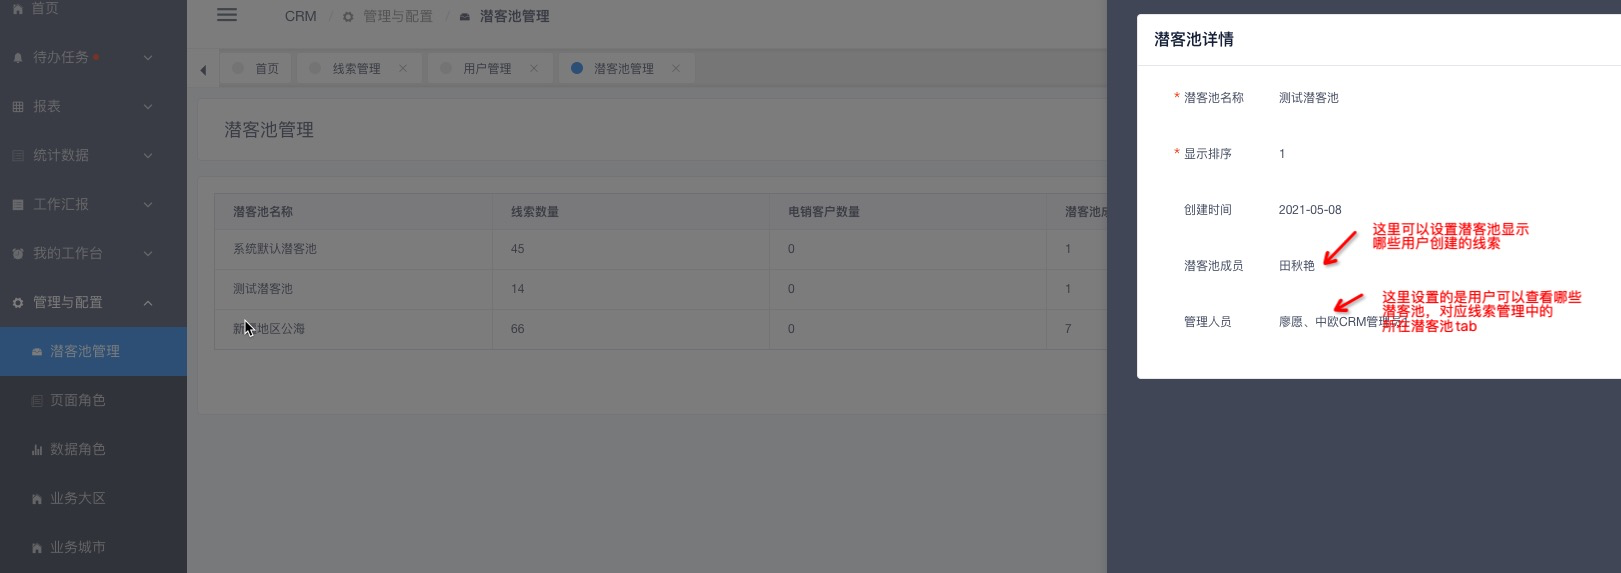 首页
待办任务
报表
统计数据
工作汇报
我的工作台
管理与配置
潜客池管理
页面角色
数据角色
业务大区
业务城市
CRM / 管理与配置 / 潜客池管理
首页 线索管理 × 用户管理 × 潜客池管理 ×
潜客池管理
潜客池名称 线索数量 电销客户数量 潜客池
系统默认潜客池 45 0 1
测试潜客池 14 0 1
地区公海 66 0 7
潜客池详情
* 潜客池名称 测试潜客池
* 显示排序 1
创建时间 2021-05-08
这里可以设置潜客池显示
哪些用户创建的线索
潜客池成员 田秋艳
这里设置的是用户可以查看哪些
潜客池，对应线索管理中的
所在潜客池tab
管理人员 廖愿、中欧CRM管理